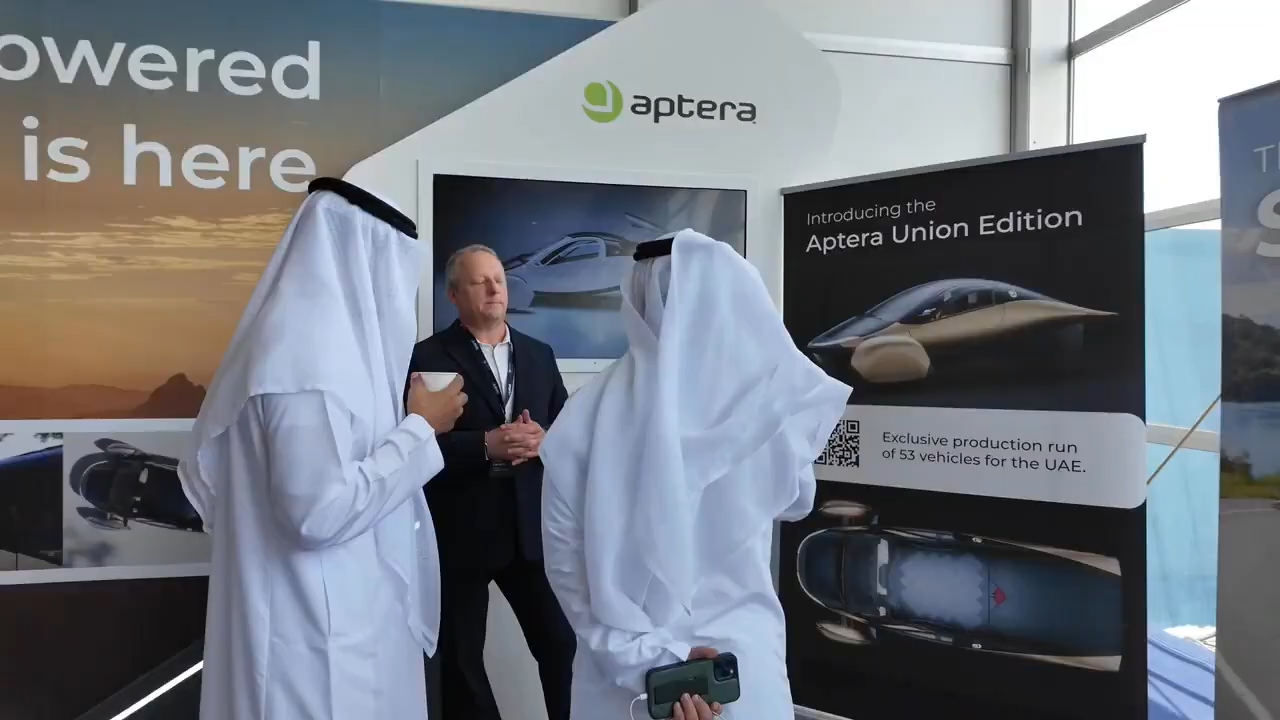 owered
is here
aptera
Introducing the
Aptera Union Edition
Exclusive production run
of 53 vehicles for the UAE.